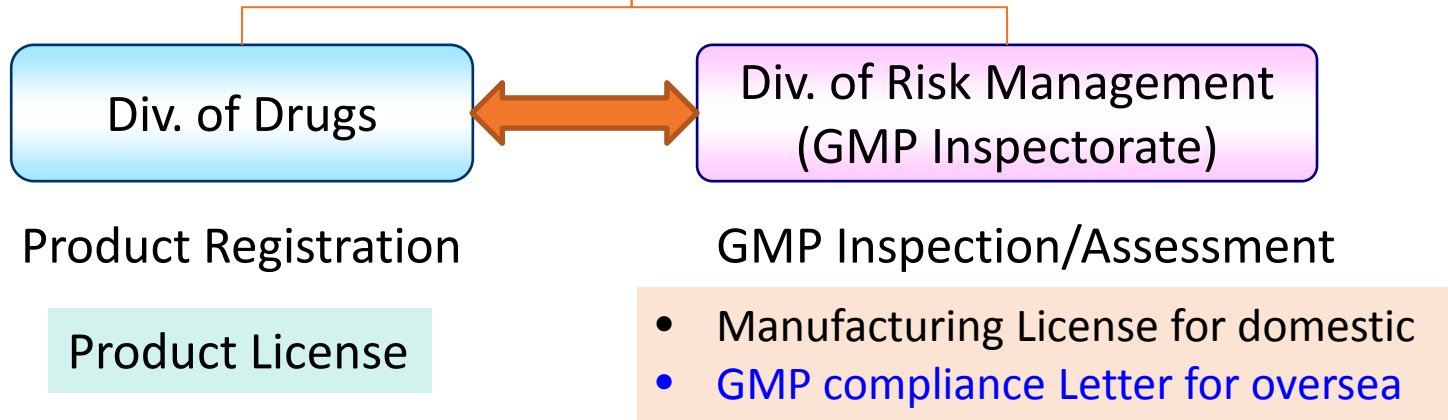 Div. of Drugs
Div. of Risk Management
(GMP Inspectorate)
Product Registration
GMP Inspection/Assessment
Product License
• Manufacturing License for domestic
• GMP compliance Letter for oversea